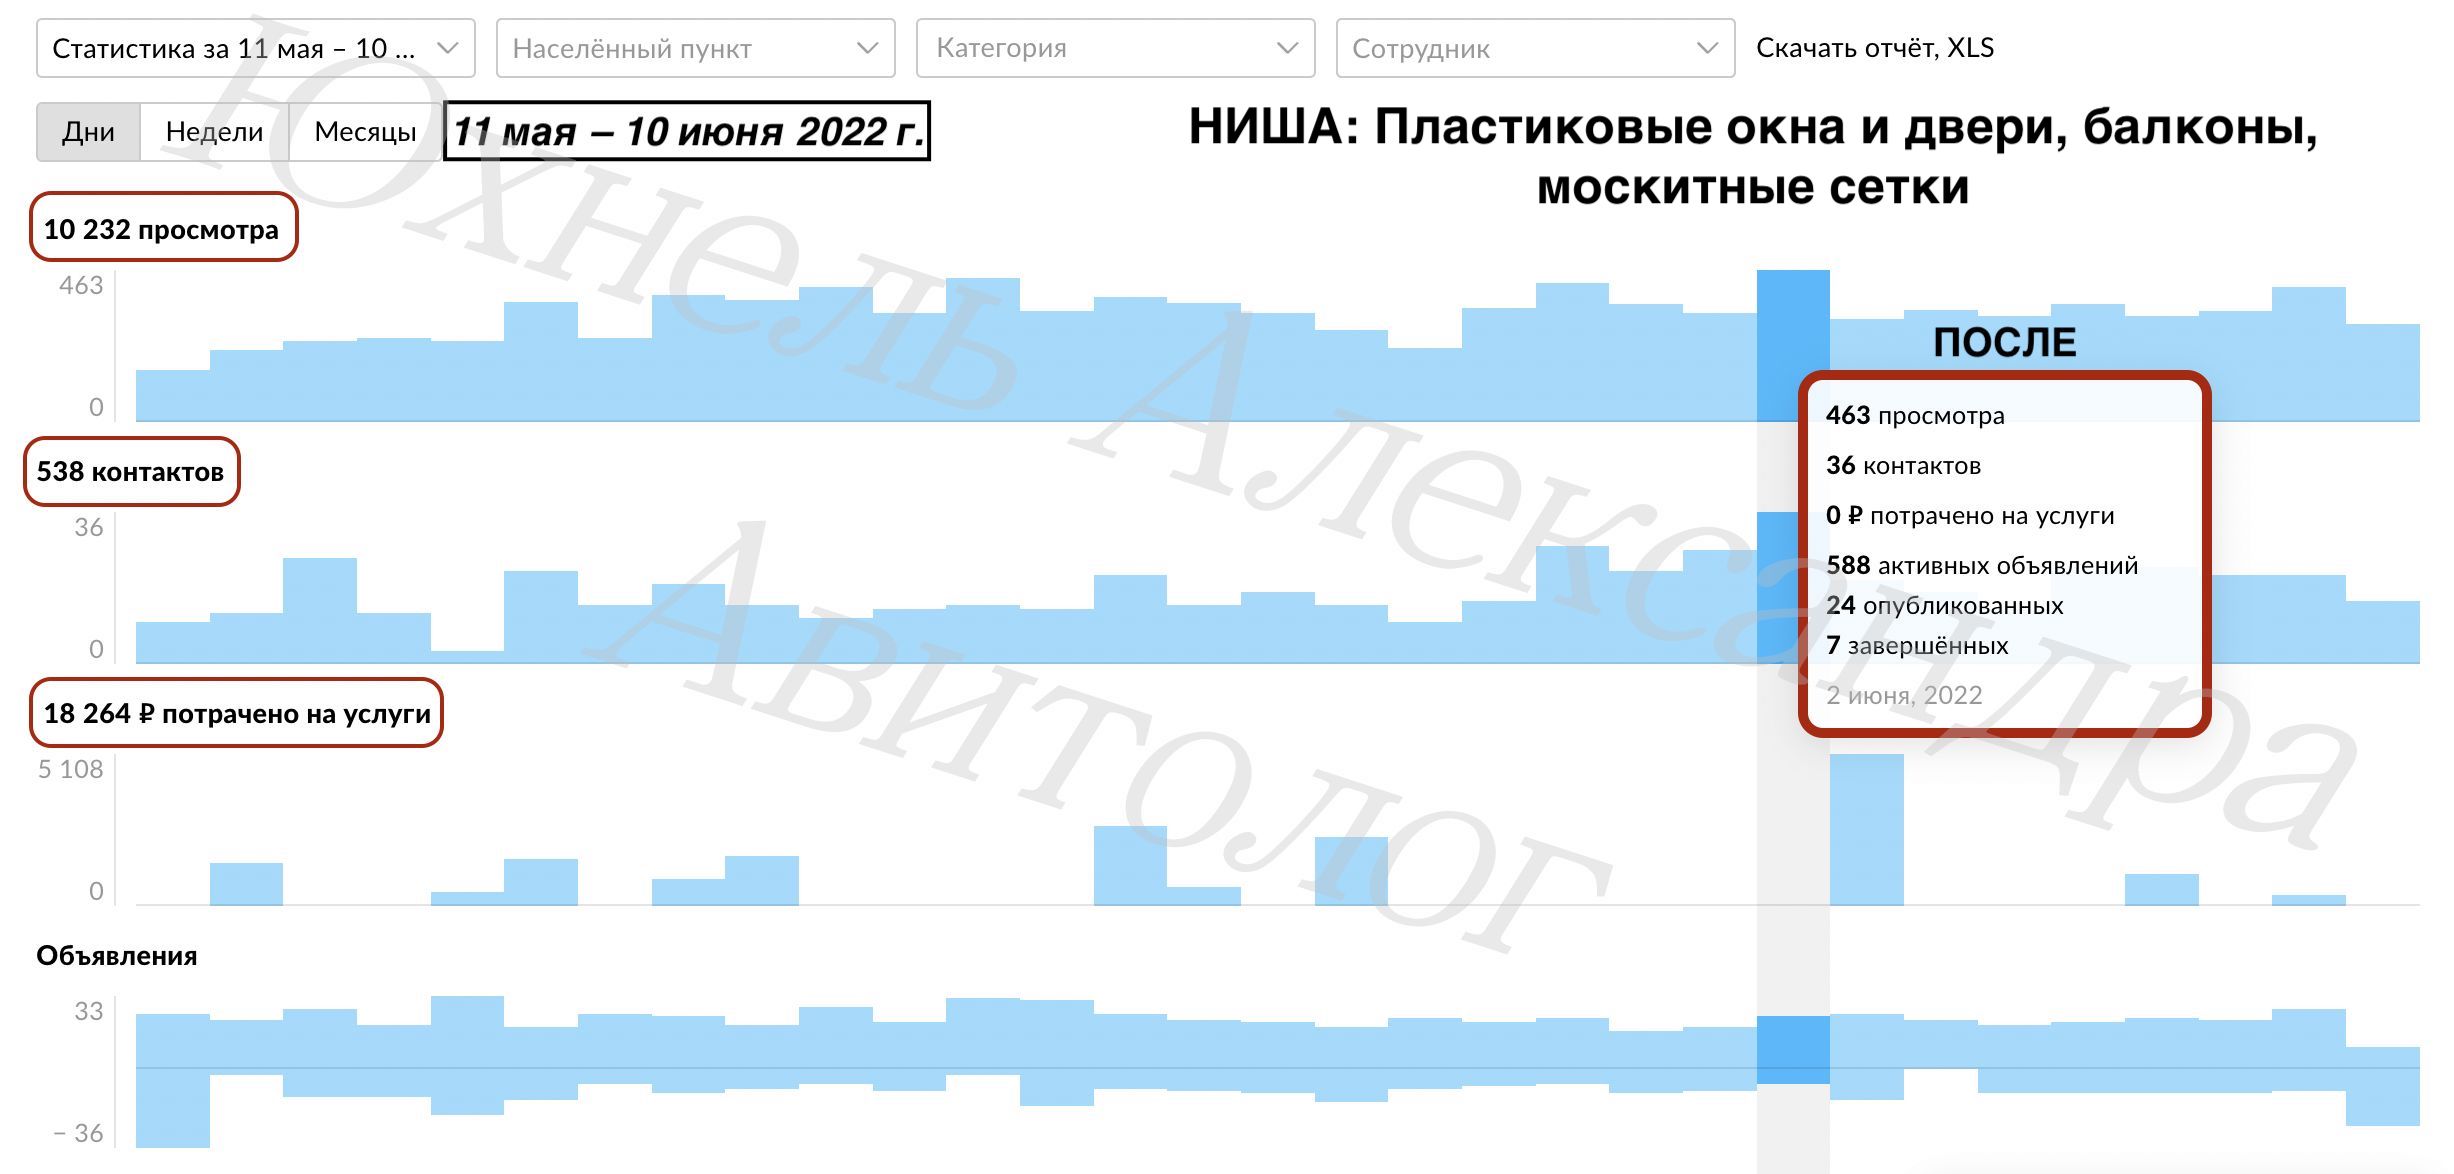 Статистика за 11 мая – 10 ...
Населённый пункт
Категория
Сотрудник
Скачать отчёт, XLS
Дни
Недели
Месяцы
11 мая – 10 июня 2022 г.
НИША: Пластиковые окна и двери, балконы,
москитные сетки
10 232 просмотра
463
0
ПОСЛЕ
463 просмотра
36 контактов
0 ₽ потрачено на услуги
588 активных объявлений
24 опубликованных
7 завершённых
2 июня, 2022
538 контактов
36
0
18 264 ₽ потрачено на услуги
5 108
0
Объявления
33
– 36
Юхнель Александра
Авитолог